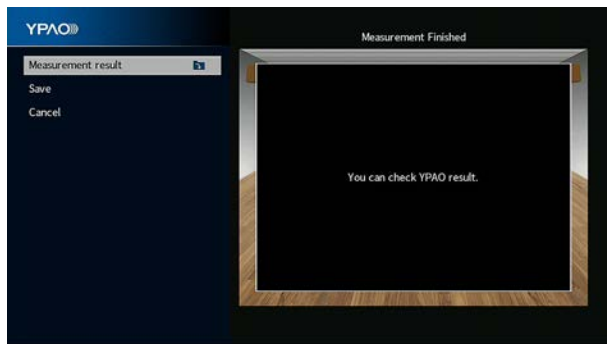 YPAO
Measurement Finished
Measurement result
Save
Cancel
You can check YPAO result.